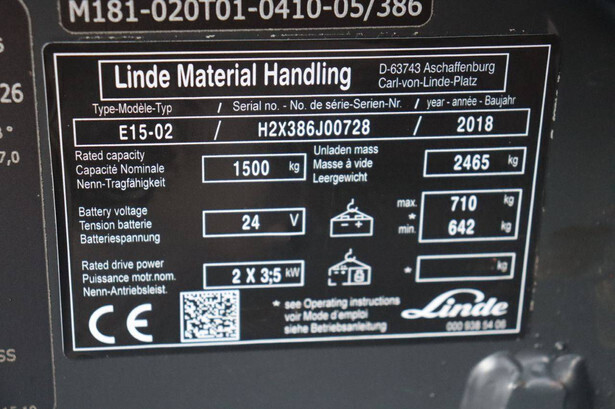 M181-020T01-0410-05/386
26
7,0
Linde Material Handling
D-63743 Aschaffenburg
Carl-von-Linde-Platz
Type-Modèle-Typ / Serial no. - No. de série-Serien-Nr. / year - année - Baujahr
E15-02 / H2X386J00728 / 2018
Rated capacity
Capacité Nominale
Nenn-Tragfähigkeit
1500 kg
Unladen mass
Masse à vide
Leergewicht
2465 kg
Battery voltage
Tension batterie
Batteriespannung
24 V
- +
max. 710 kg
*
min. 642 kg
Rated drive power
Puissance motr.nom.
Nenn-Antriebsleist.
2 X 3;5 kW
* kg
CE
* see Operating instructions
voir Mode d'emploi
siehe Betriebsanleitung
Linde
000 938 54 06
SS